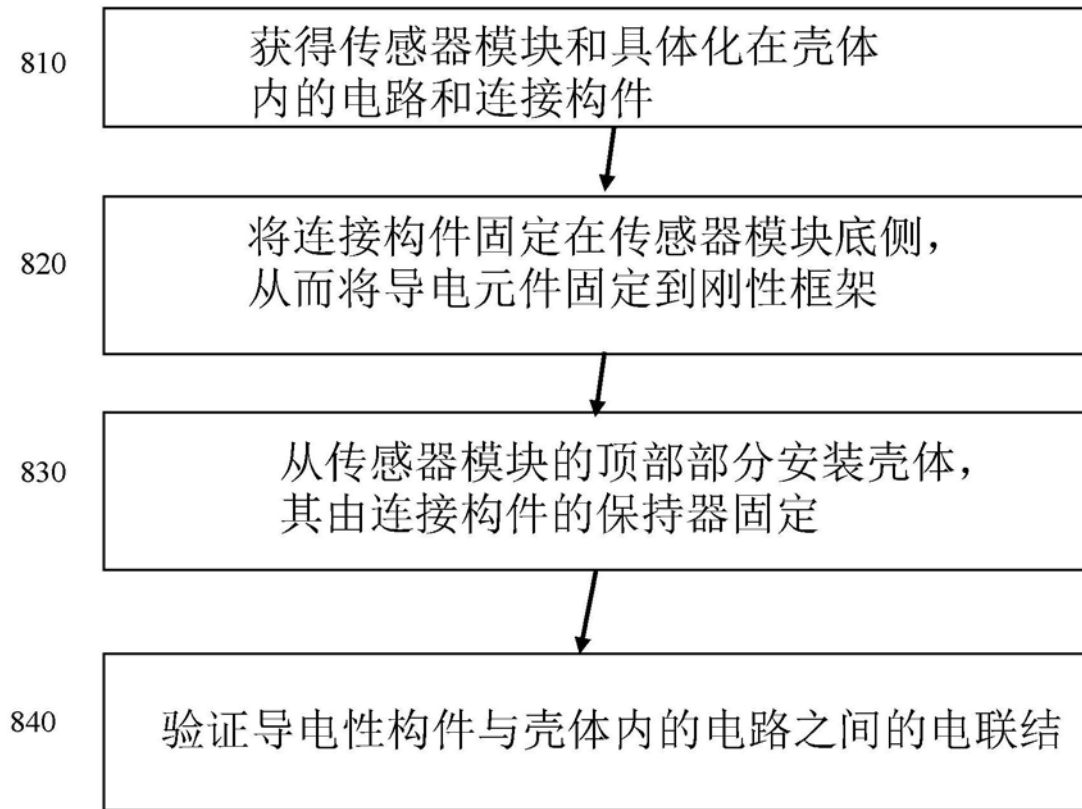 810
获得传感器模块和具体化在壳体
内的电路和连接构件
820
将连接构件固定在传感器模块底侧，
从而将导电元件固定到刚性框架
830
从传感器模块的顶部部分安装壳体，
其由连接构件的保持器固定
840
验证导电性构件与壳体内的电路之间的电联结